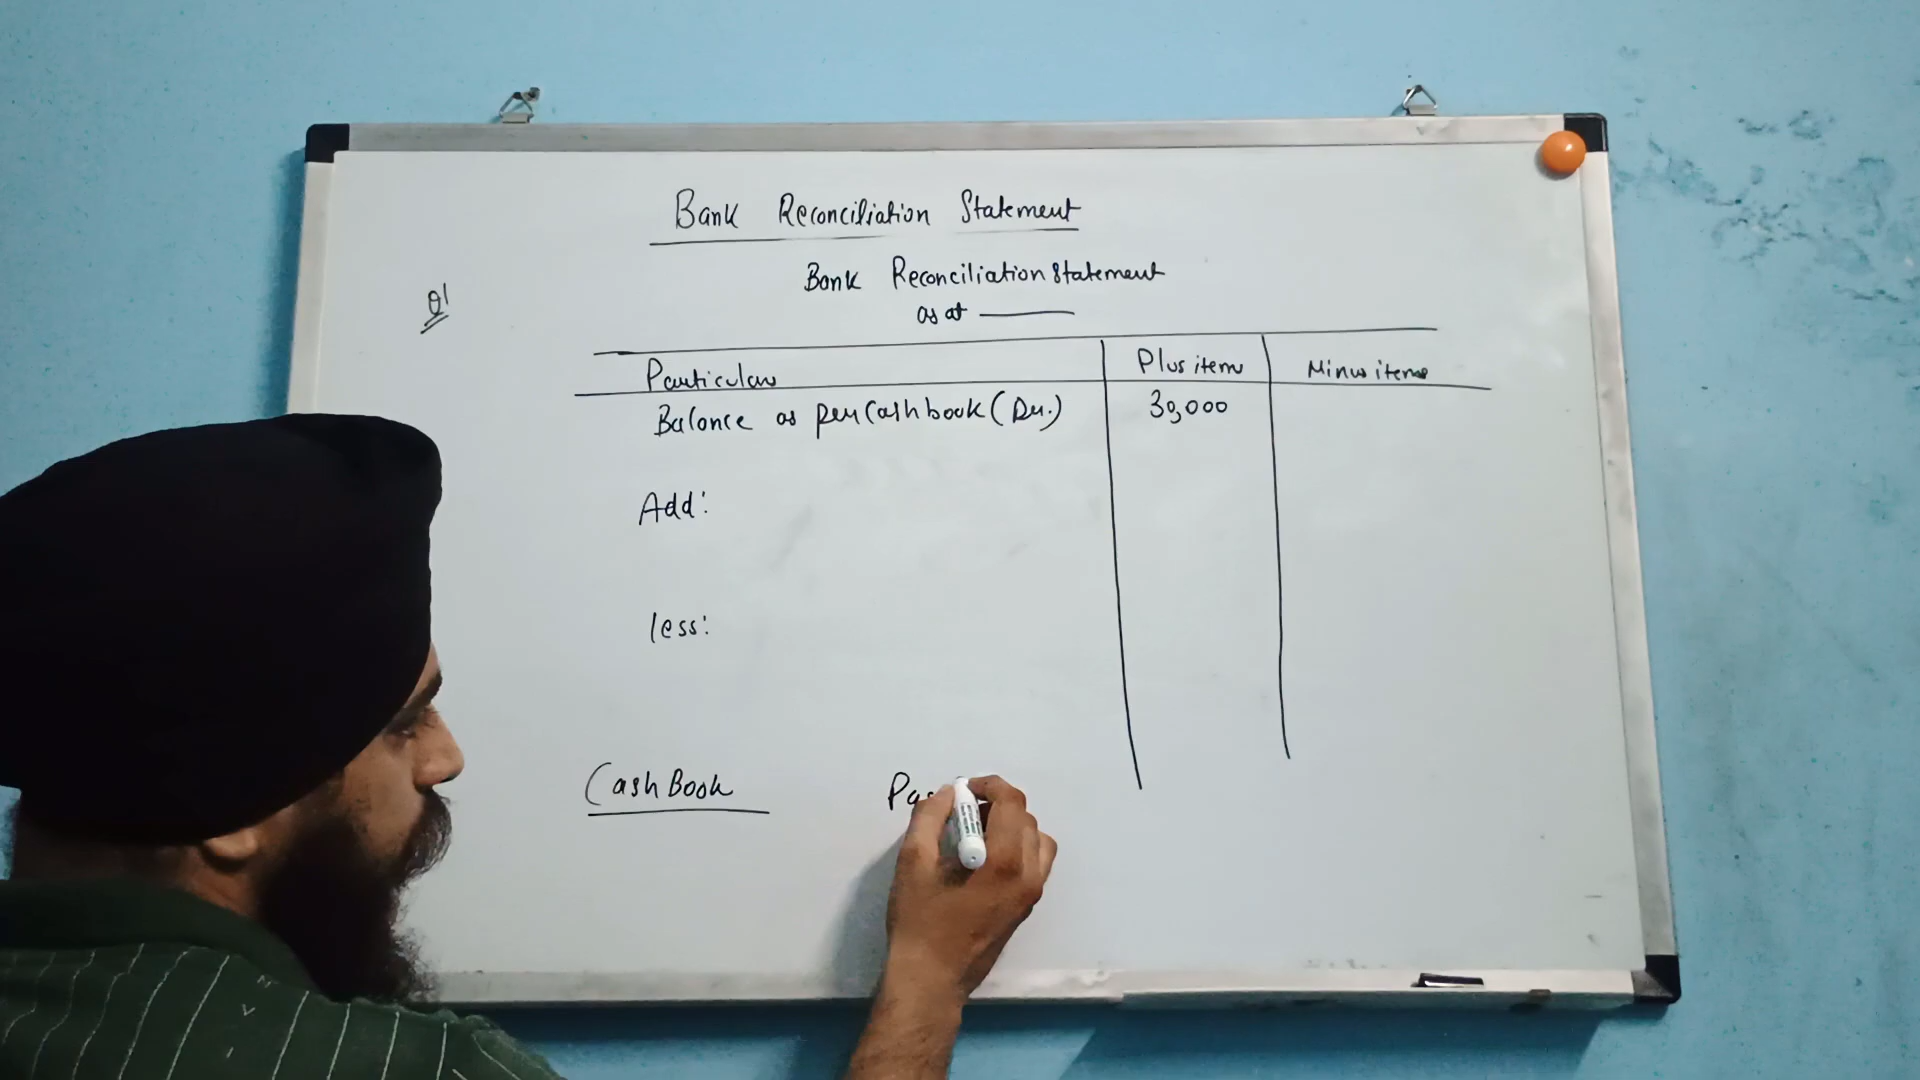 Bank Reconciliation Statement
Bank Reconciliation Statement
as at
Q1
Particulars Plus items Minus items
Balance as per Cash book (Dr.) 30,000
Add:
less:
Cash Book Pas